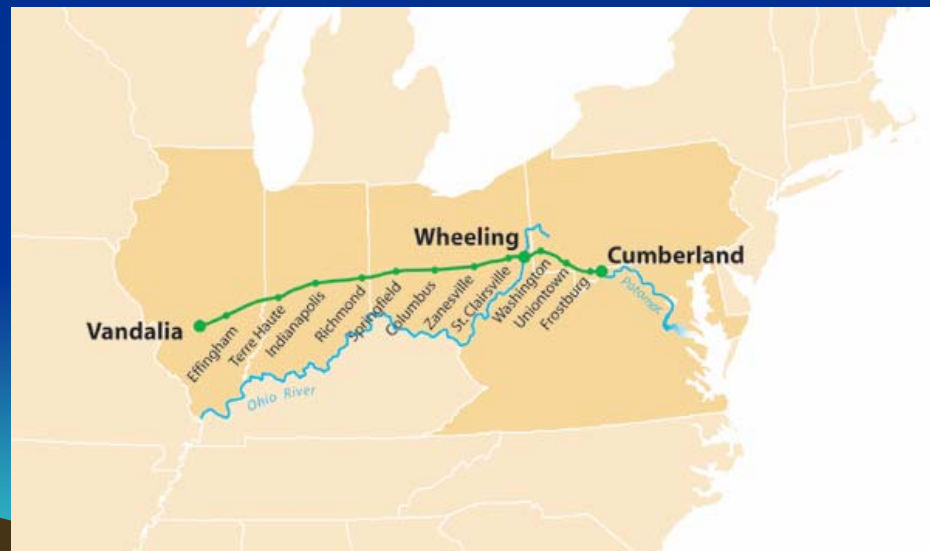 Wheeling
Cumberland
Vandalia
Effingham
Terre Haute
Indianapolis
Richmond
Springfield
Columbus
Zanesville
St. Clairsville
Washington
Uniontown
Frostburg
Potomac
Ohio River